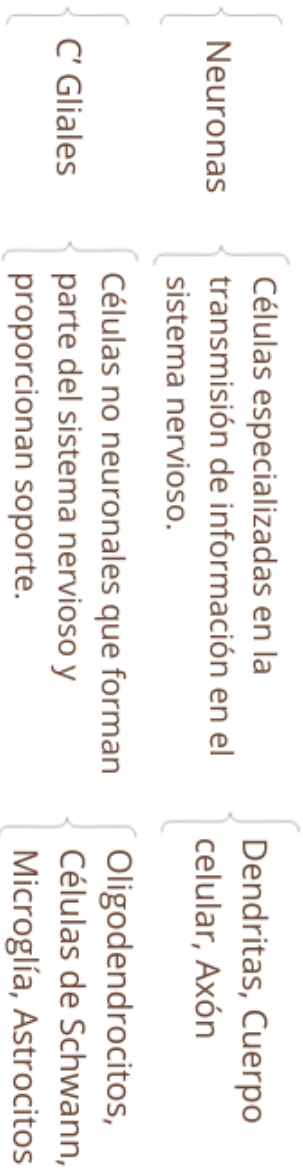 Neuronas
Células especializadas en la
transmisión de información en el
sistema nervioso.
Dendritas, Cuerpo
celular, Axón
C' Gliales
Células no neuronales que forman
parte del sistema nervioso y
proporcionan soporte.
Oligodendrocitos,
Células de Schwann,
Microglía, Astrocitos